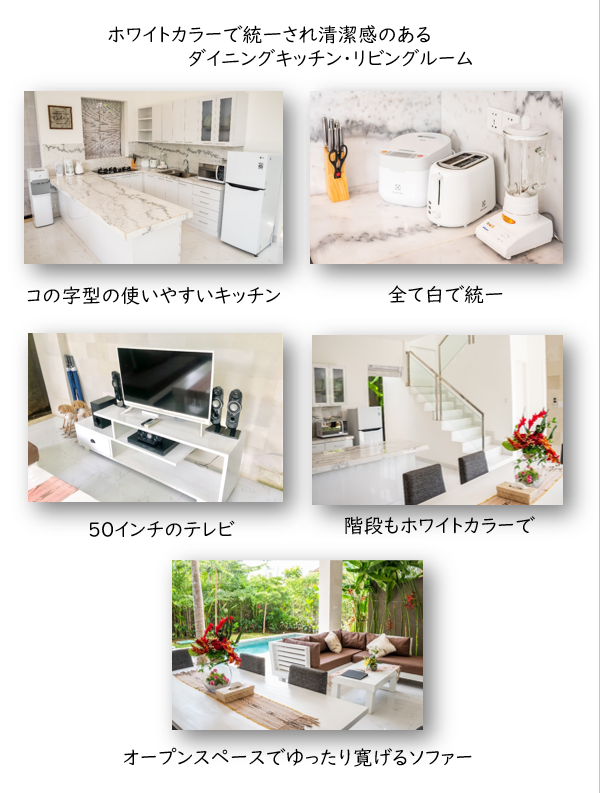 ホワイトカラーで統一され清潔感のある
ダイニングキッチン・リビングルーム
コの字型の使いやすいキッチン
全て白で統一
50インチのテレビ
階段もホワイトカラーで
オープンスペースでゆったり寛げるソファー